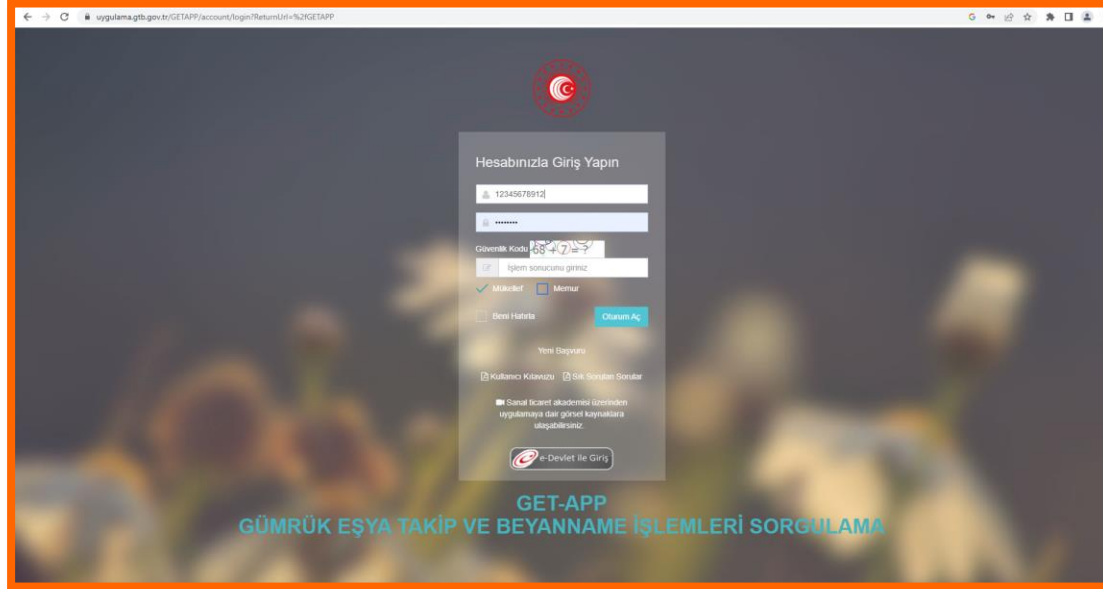 uygulama.gtb.gov.tr/GETAPP/account/login?ReturnUrl=%2fGETAPP
Hesabınızla Giriş Yapın
12345678912
Güvenlik Kodu 68 + 7 = ?
İşlem sonucunu giriniz
Mükellef Memur
Beni Hatırla Oturum Aç
Yeni Başvuru
Kullanıcı Kılavuzu Sık Sorulan Sorular
Sanal ticaret akademisi üzerinden
uygulamaya dair görsel kaynaklara
ulaşabilirsiniz.
e-Devlet ile Giriş
GET-APP
GÜMRÜK EŞYA TAKİP VE BEYANNAME İŞLEMLERİ SORGULAMA